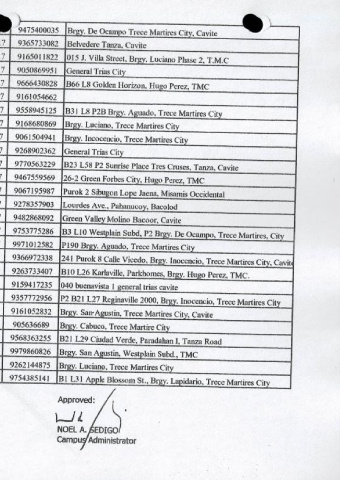 9475400035 Brgy. De Ocampo Trece Martires City, Cavite
7 9365733082 Belvedere Tanza, Cavite
7 9165011822 015 J. Villa Street, Brgy. Luciano Phase 2, T.M.C
7 9050869951 General Trias City
7 9666430828 B66 L8 Golden Horizon, Hugo Perez, TMC
7 9161054662
7 9558945125 B31 L8 P2B Brgy. Aguado, Trece Martires City
7 9168680869 Brgy. Luciano, Trece Martires City
7 9061504941 Brgy. Incocencio, Trece Martires City
7 9268902362 General Trias City
7 9770563229 B23 L58 P2 Sunrise Place Tres Cruses, Tanza, Cavite
7 9467559569 26-2 Green Forbes City, Hugo Perez, TMC
7 9067195987 Purok 2 Sibugon Lope Jaena, Misamis Occidental
7 9278357903 Lourdes Ave., Pahanucoy, Bacolod
7 9482868092 Green Valley Molino Bacoor, Cavite
7 9753775286 B3 L10 Westplain Subd, P2 Brgy. De Ocampo, Trece Martires, City
7 9971012582 P190 Brgy. Aguado, Trece Martires City
7 9366972338 241 Purok 8 Calle Vicedo, Brgy. Inocencio, Trece Martires City, Cavite
7 9263733407 B10 L26 Karlaville, Parkhomes, Brgy. Hugo Perez, TMC.
7 9159417235 040 buenavista 1 general trias cavite
7 9357772956 P2 B21 L27 Reginaville 2000, Brgy. Inocencio, Trece Martires City
7 9161052832 Brgy. San Agustin, Trece Martires City, Cavite
7 905636689 Brgy. Cabuco, Trece Martire City
7 9568363255 B21 L29 Ciudad Verde, Paradahan I, Tanza Road
7 9979860826 Brgy. San Agustin, Westplain Subd., TMC
9262144875 Brgy. Luciano, Trece Martires City
9754385141 B1 L31 Apple Blossom St., Brgy. Lapidario, Trece Martires City
Approved:
NOEL A. SEDIGO
Campus Administrator